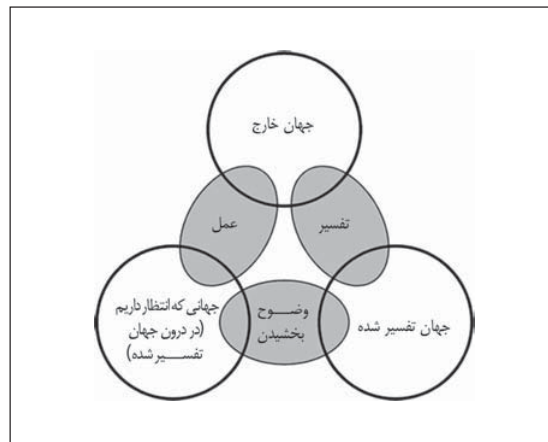 جهان خارج
تفسیر
عمل
جهان تفسیر شده
وضوح
بخشیدن
جهانی که انتظار داریم
(در درون جهان
تفسیر شده)